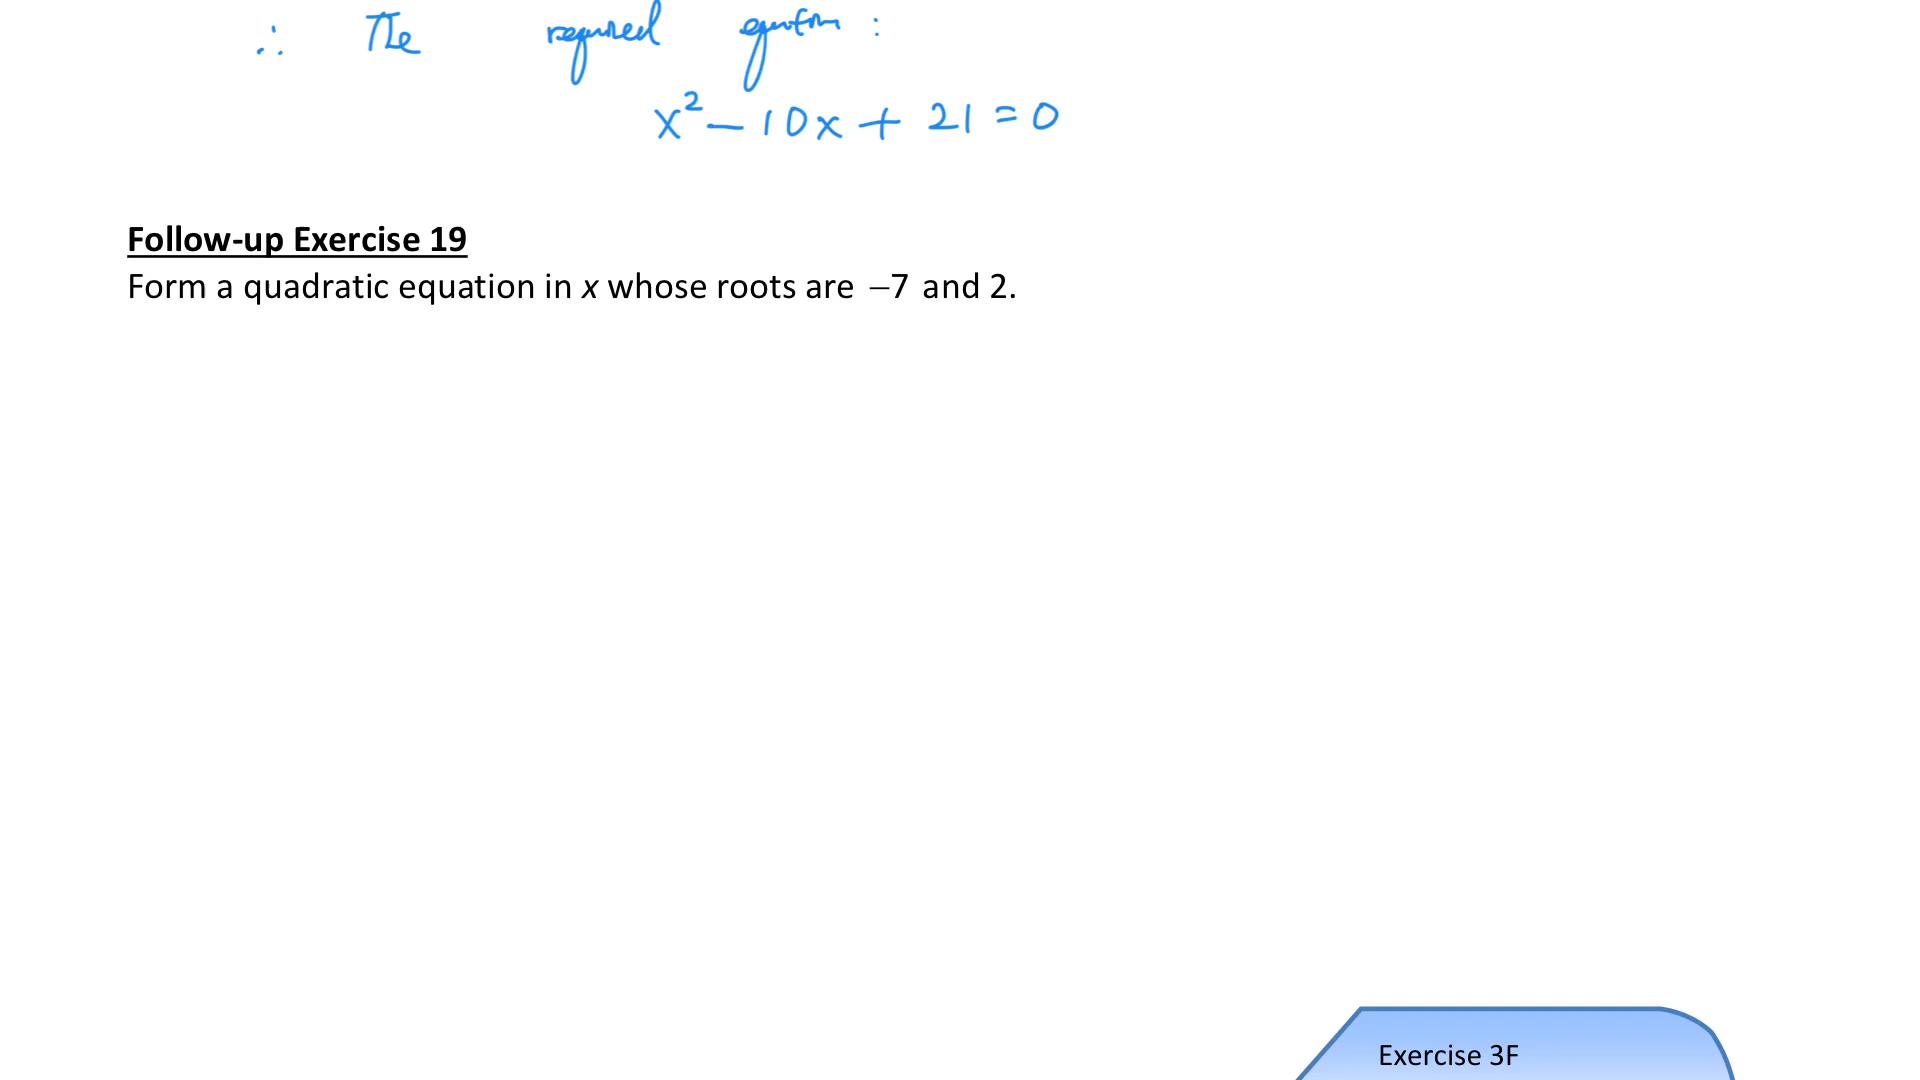 ∴ The required equation :
x² − 10x + 21 = 0
Follow-up Exercise 19
Form a quadratic equation in x whose roots are −7 and 2.
Exercise 3F